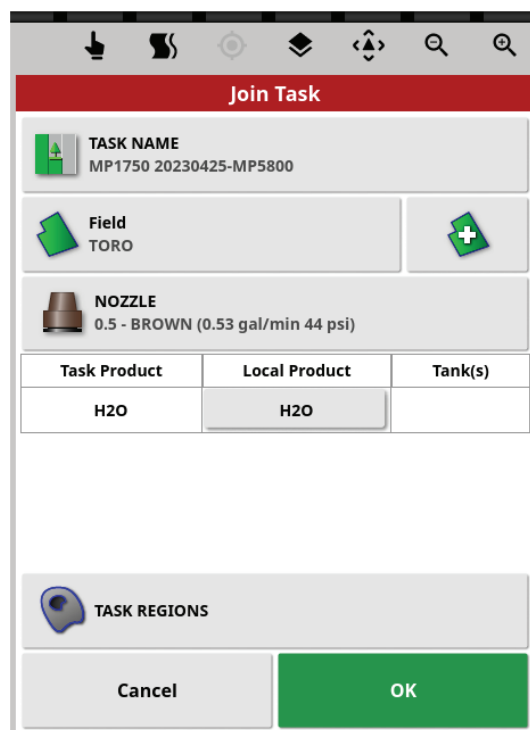 Join Task
TASK NAME
MP1750 20230425-MP5800
Field
TORO
NOZZLE
0.5 - BROWN (0.53 gal/min 44 psi)
Task Product Local Product Tank(s)
H2O H2O
TASK REGIONS
Cancel OK